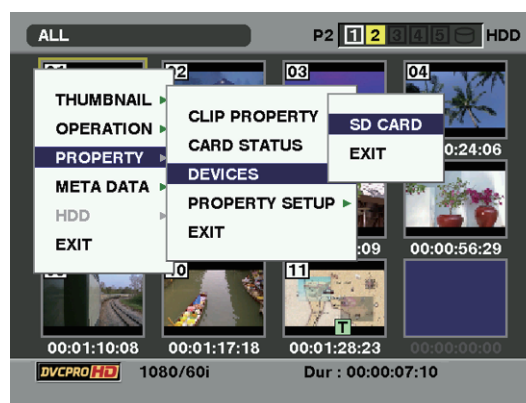 ALL P2 1 2 3 4 5 HDD
02 03 04
THUMBNAIL
OPERATION
PROPERTY
META DATA
HDD
EXIT
CLIP PROPERTY
CARD STATUS
DEVICES
PROPERTY SETUP
EXIT
SD CARD
EXIT
0:24:06
:09 00:00:56:29
10 11
T
00:01:10:08 00:01:17:18 00:01:28:23 00:00:00:00
DVCPRO HD 1080/60i Dur : 00:00:07:10